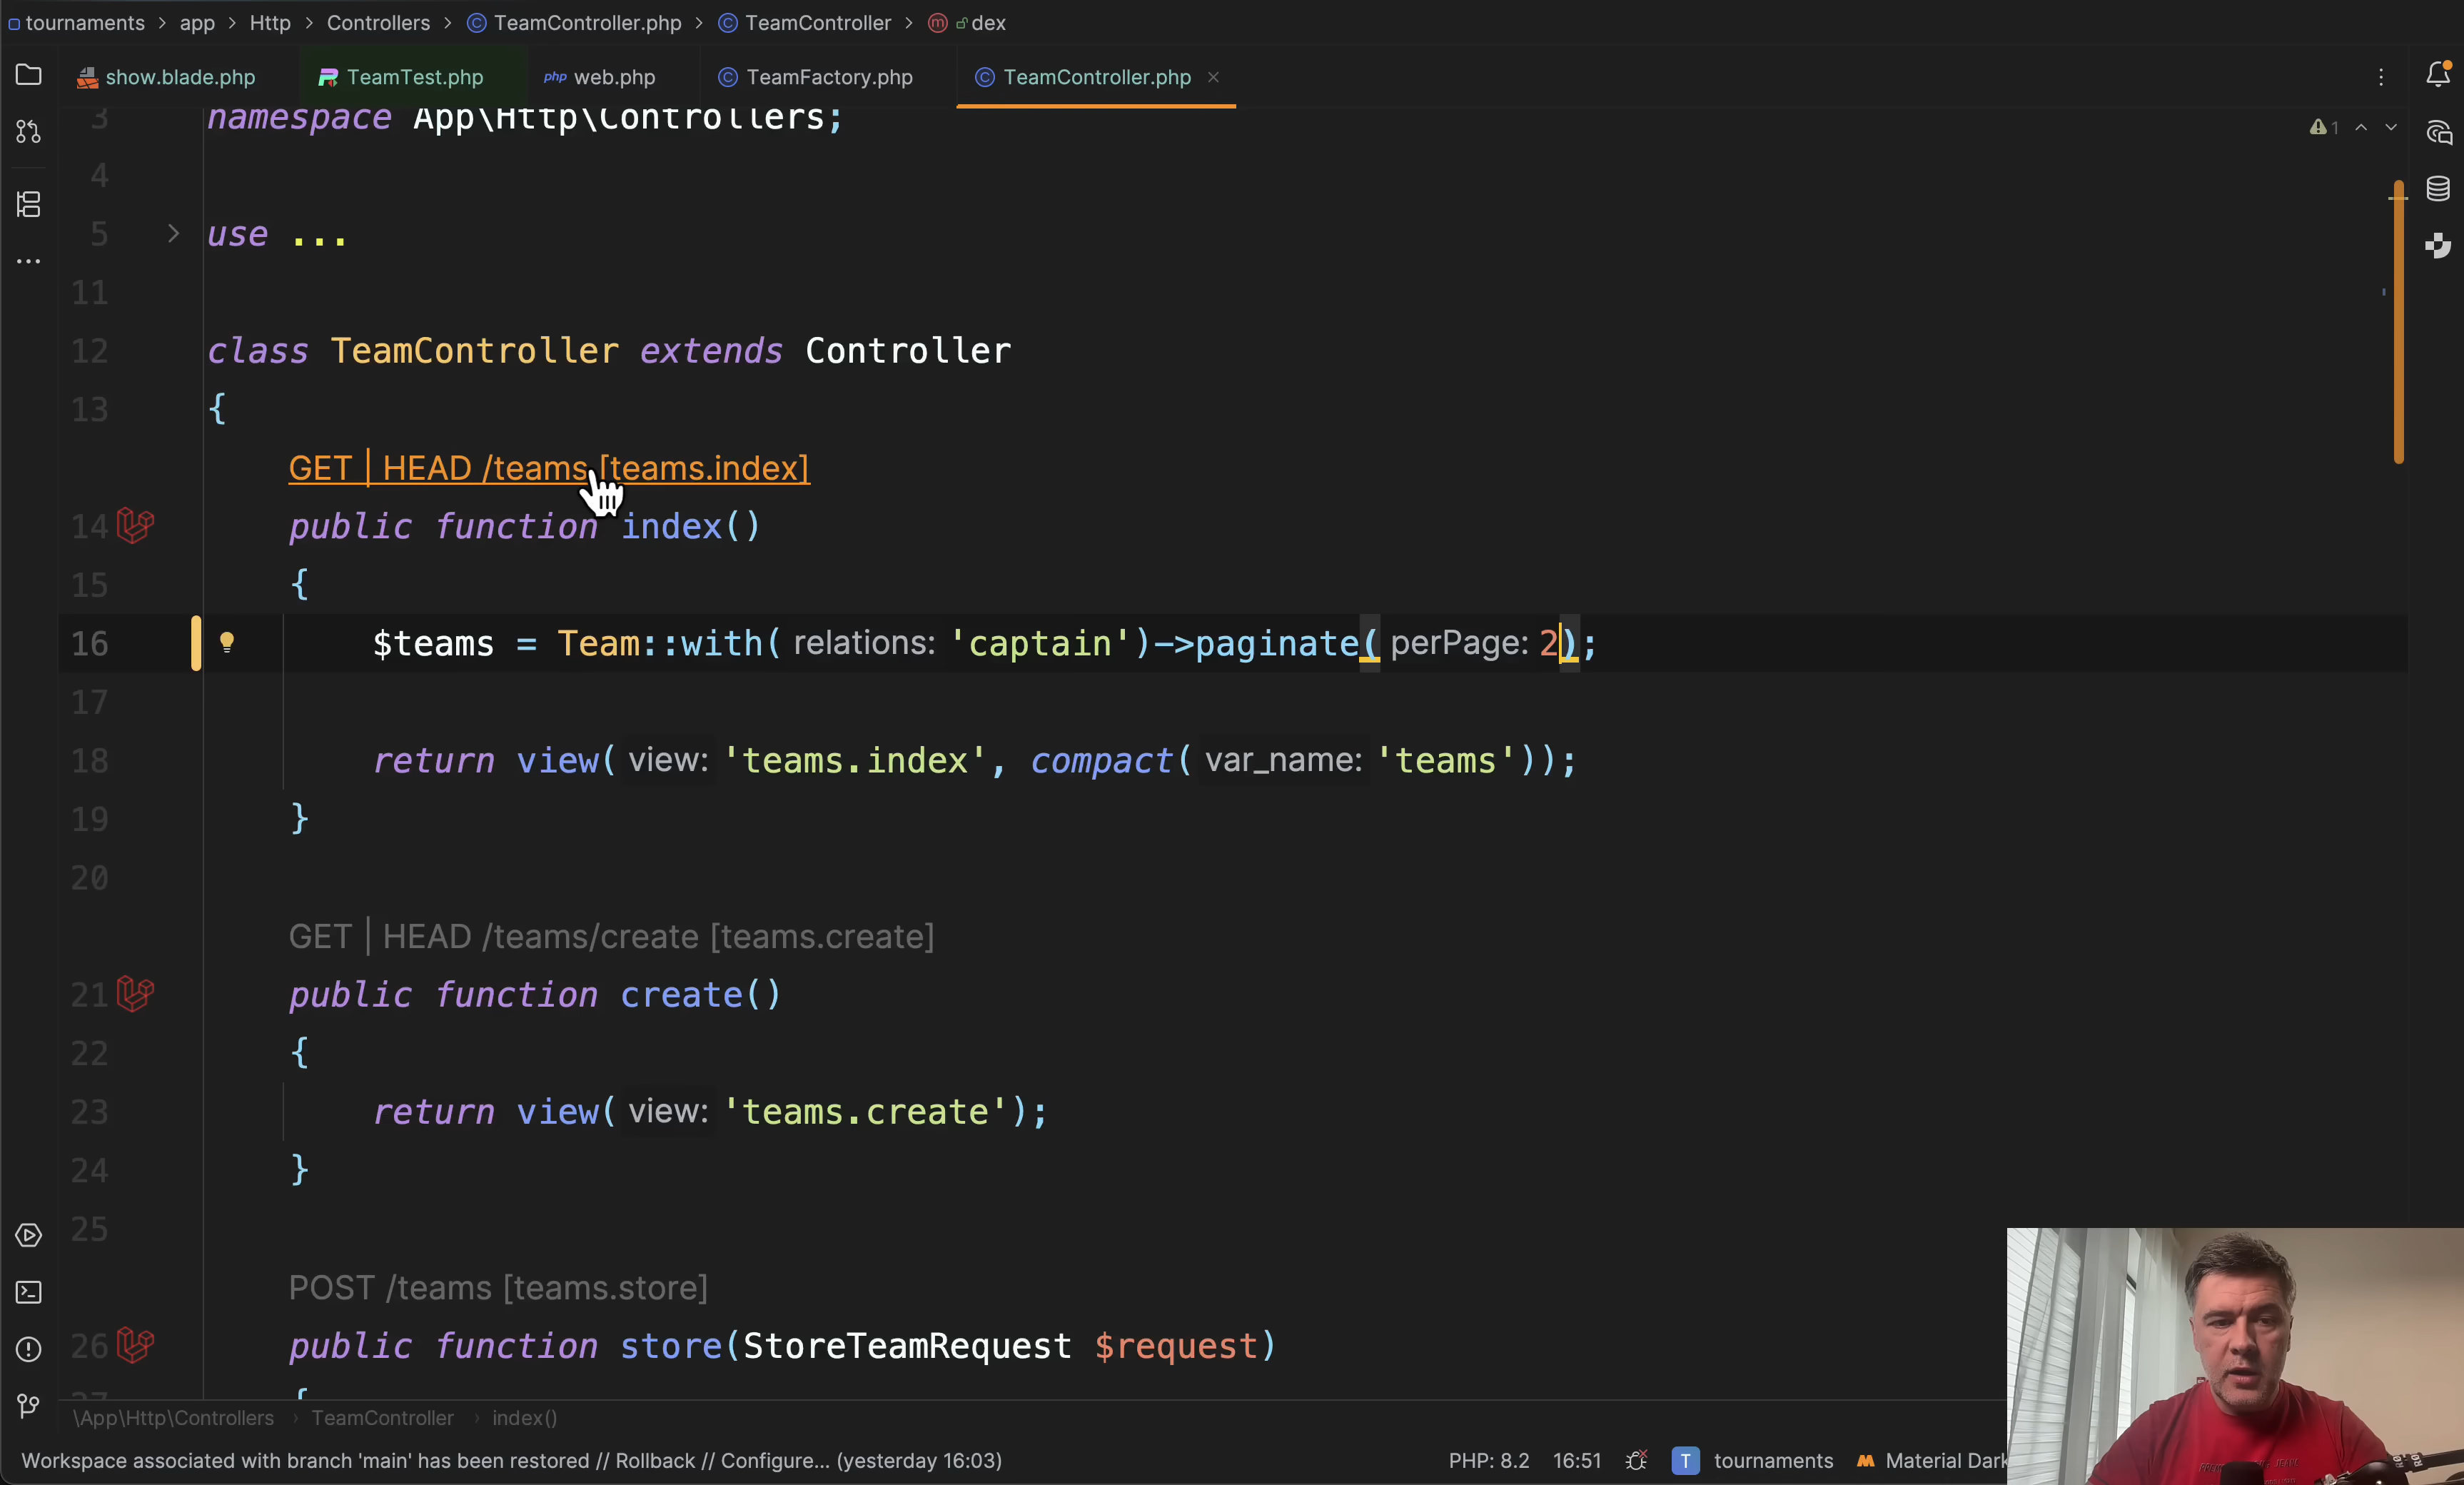 tournaments > app > Http > Controllers > TeamController.php > TeamController > dex
show.blade.php TeamTest.php php web.php TeamFactory.php TeamController.php
3 namespace App\Http\Controllers;
1
4
5 use ...
11
12 class TeamController extends Controller
13 {
GET | HEAD /teams [teams.index]
14 public function index()
15 {
16 $teams = Team::with( relations: 'captain')->paginate( perPage: 2);
17
18 return view( view: 'teams.index', compact( var_name: 'teams'));
19 }
20
GET | HEAD /teams/create [teams.create]
21 public function create()
22 {
23 return view( view: 'teams.create');
24 }
25
POST /teams [teams.store]
26 public function store(StoreTeamRequest $request)
27 {
\App\Http\Controllers > TeamController > index()
Workspace associated with branch 'main' has been restored // Rollback // Configure... (yesterday 16:03) PHP: 8.2 16:51 T tournaments Material Dark